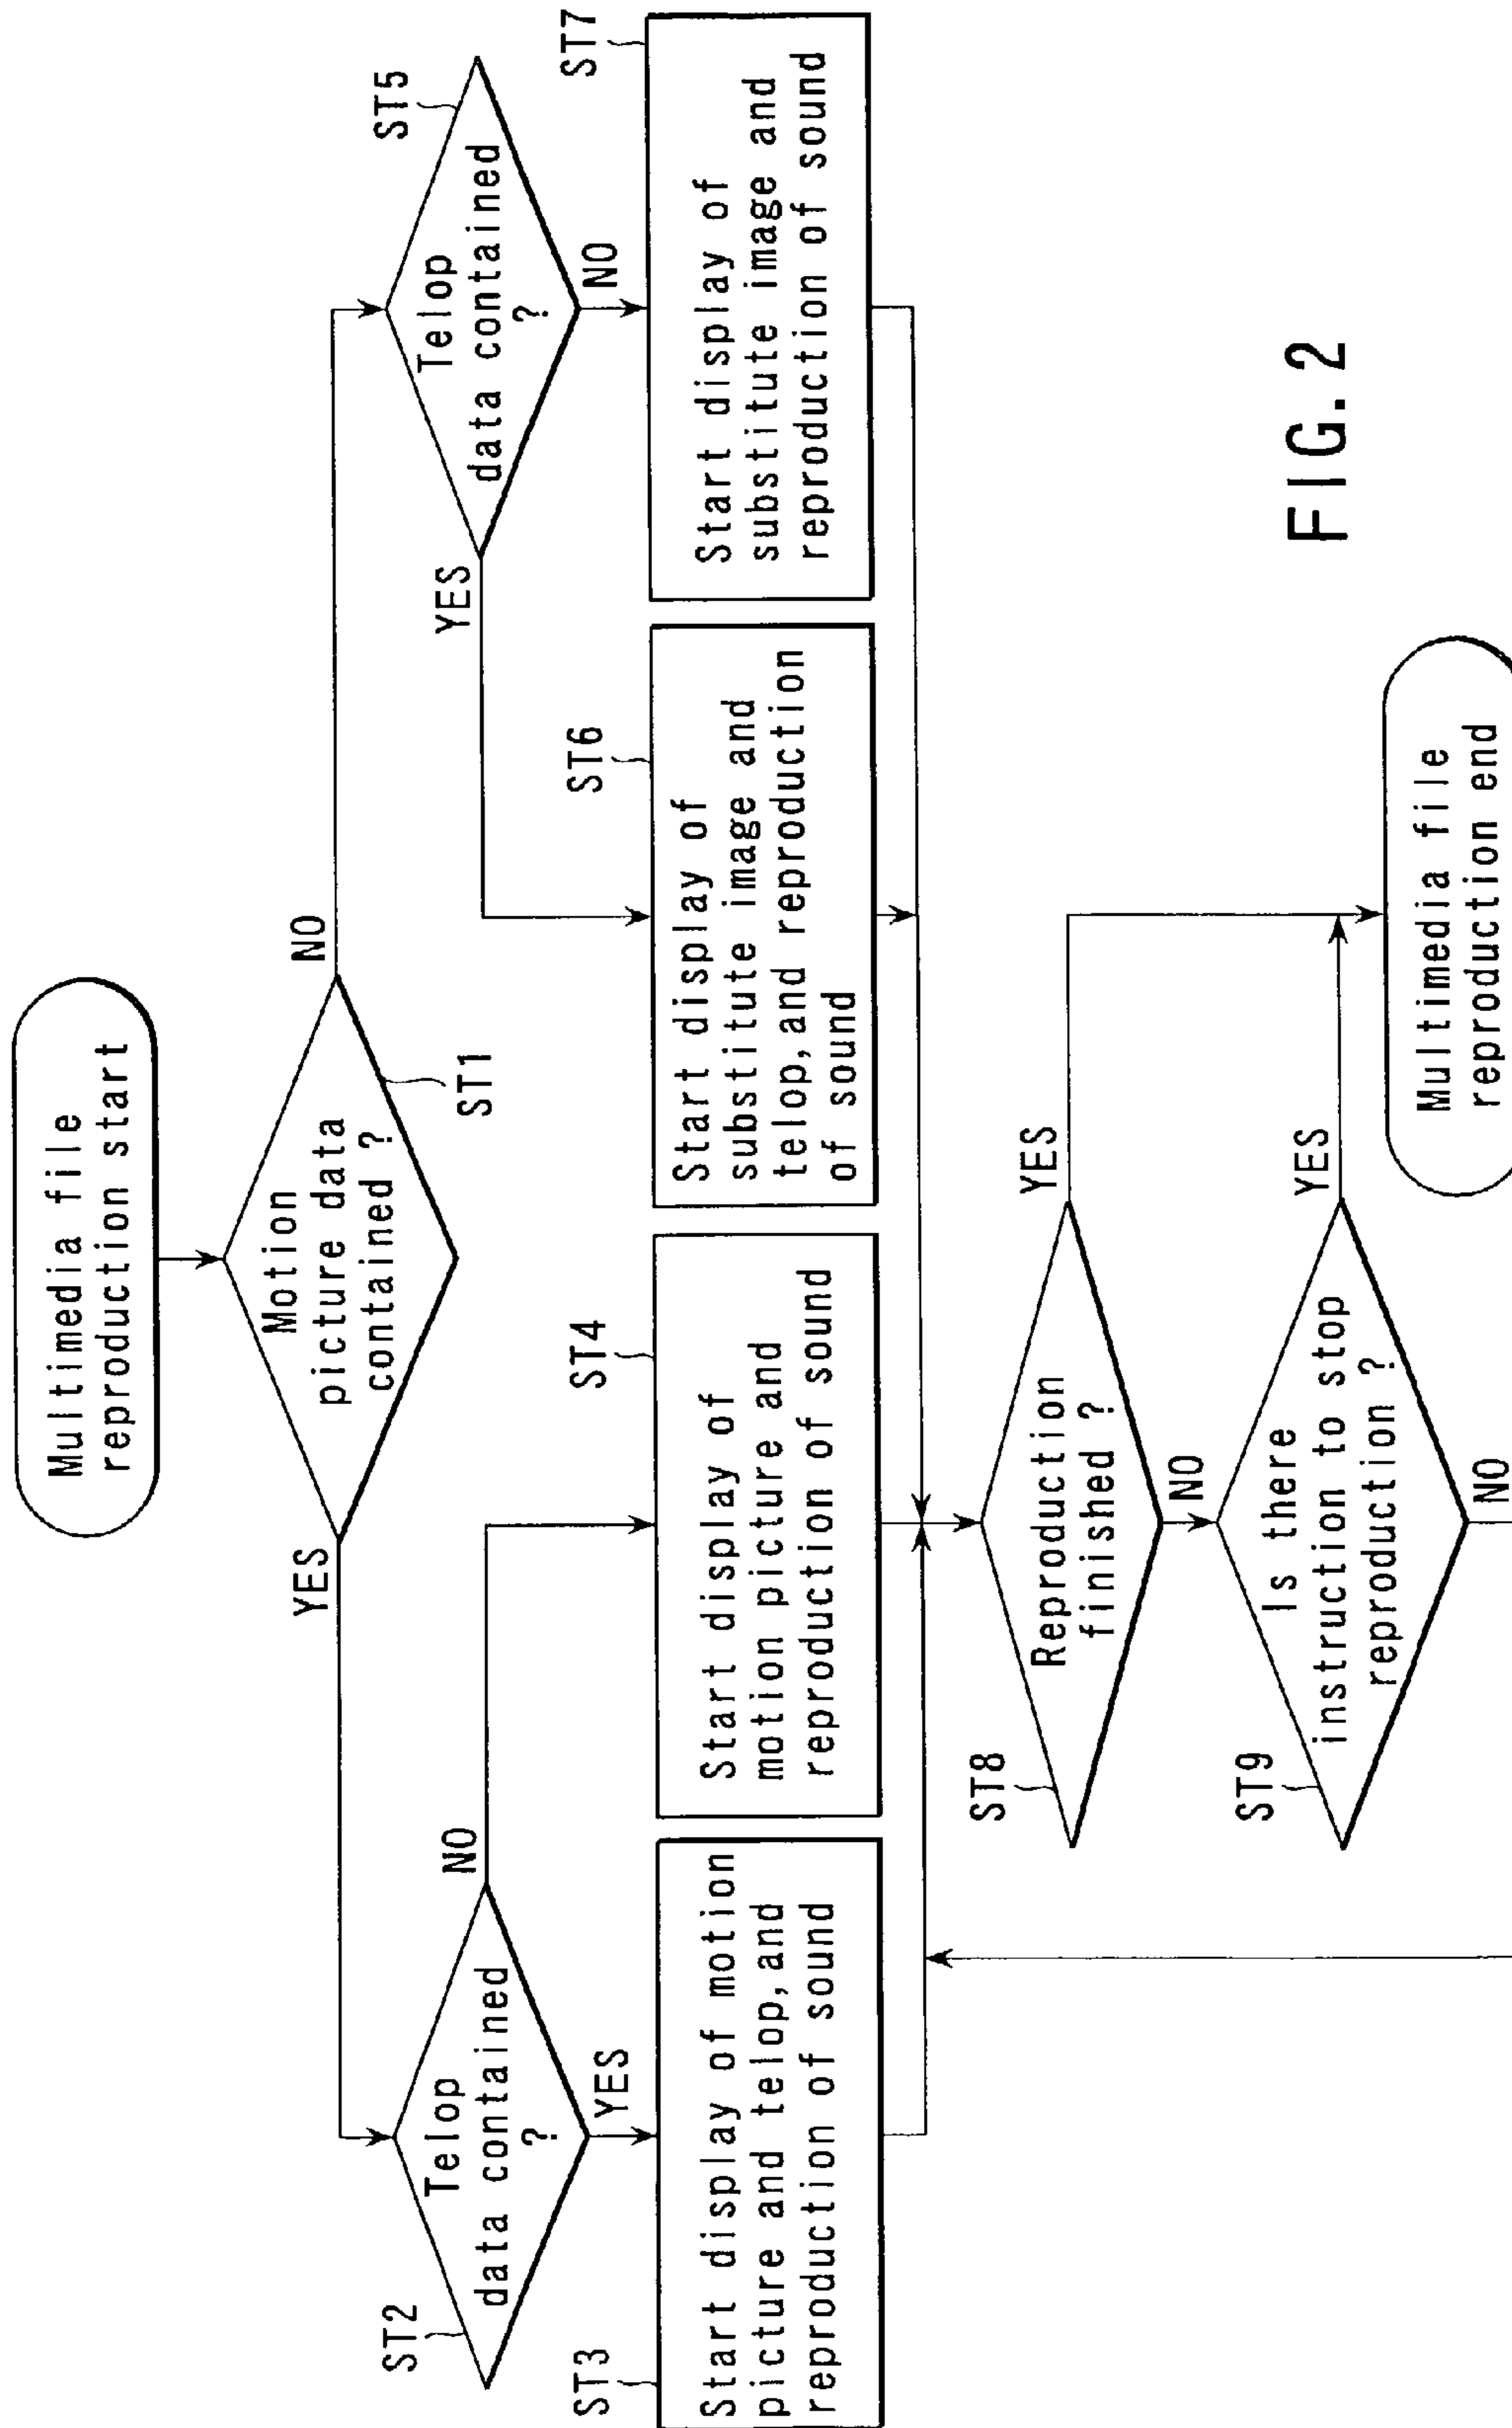 Multimedia file
reproduction start
Motion
picture data
contained ?
ST1
YES
NO
ST2
Telop
data contained
?
NO
YES
ST5
Telop
data contained
?
YES
NO
ST3
Start display of motion
picture and telop,and
reproduction of sound
ST4
Start display of
motion picture and
reproduction of sound
ST6
Start display of
substitute image and
telop,and reproduction
of sound
ST7
Start display of
substitute image and
reproduction of sound
ST8
Reproduction
finished ?
YES
NO
ST9
Is there
instruction to stop
reproduction ?
YES
NO
Multimedia file
reproduction end
FIG.2